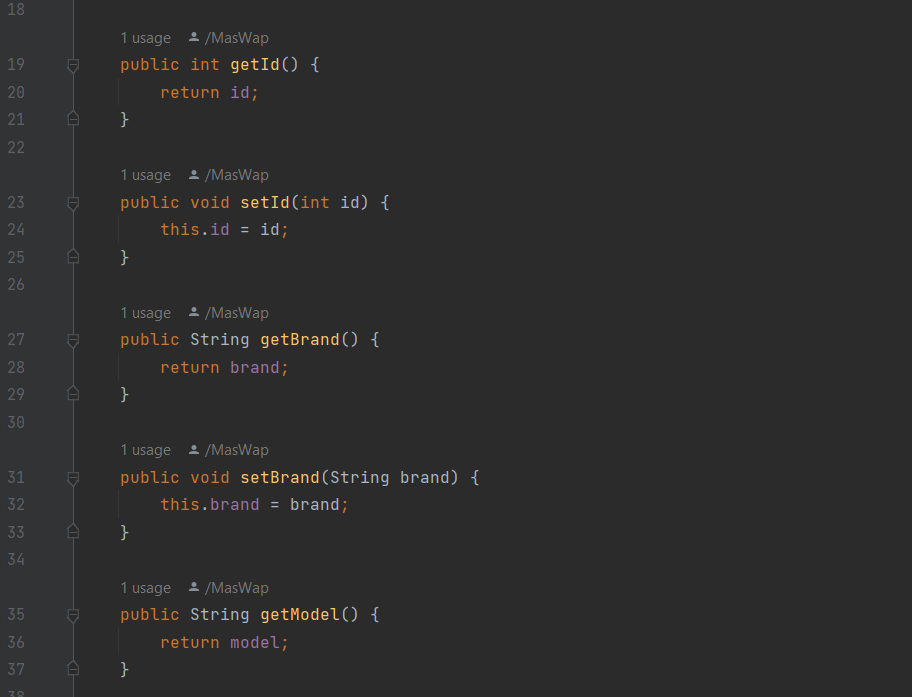 18
1 usage /MasWap
19 public int getId() {
20 return id;
21 }
22
1 usage /MasWap
23 public void setId(int id) {
24 this.id = id;
25 }
26
1 usage /MasWap
27 public String getBrand() {
28 return brand;
29 }
30
1 usage /MasWap
31 public void setBrand(String brand) {
32 this.brand = brand;
33 }
34
1 usage /MasWap
35 public String getModel() {
36 return model;
37 }
38